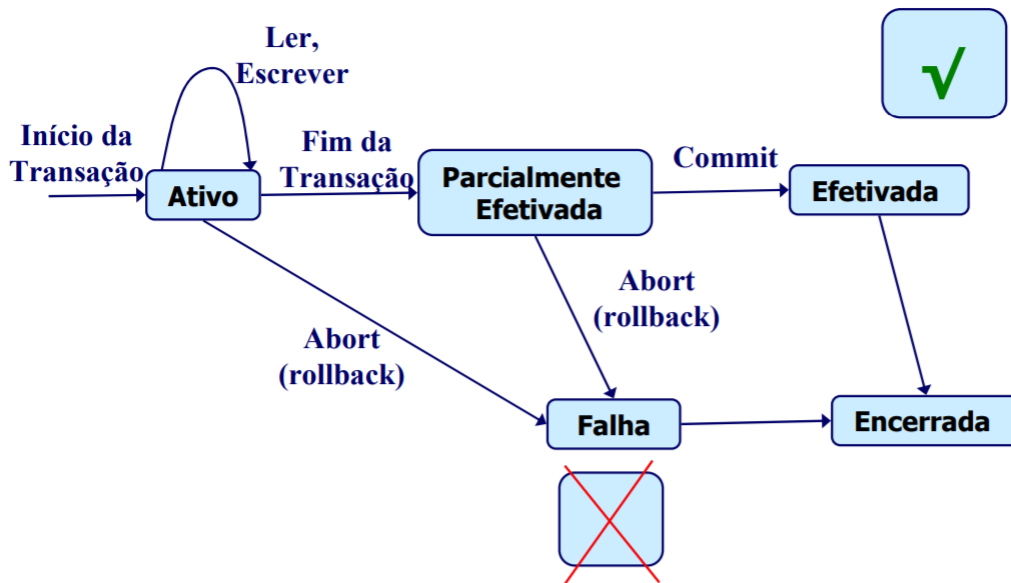 Ler,
Escrever
√
Início da
Transação
Ativo
Fim da
Transação
Parcialmente
Efetivada
Commit
Efetivada
Abort
(rollback)
Abort
(rollback)
Falha
Encerrada